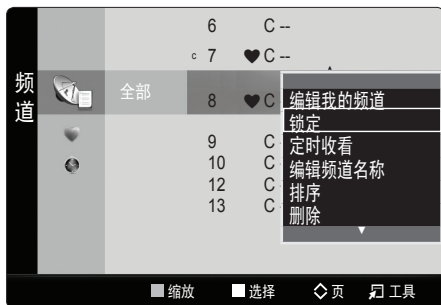 频道
全部
6 C --
c 7 ♥ C --
8 ♥ C
9 C
10 C
12 C
13 C
编辑我的频道
锁定
定时收看
编辑频道名称
排序
删除
缩放 选择 页 工具